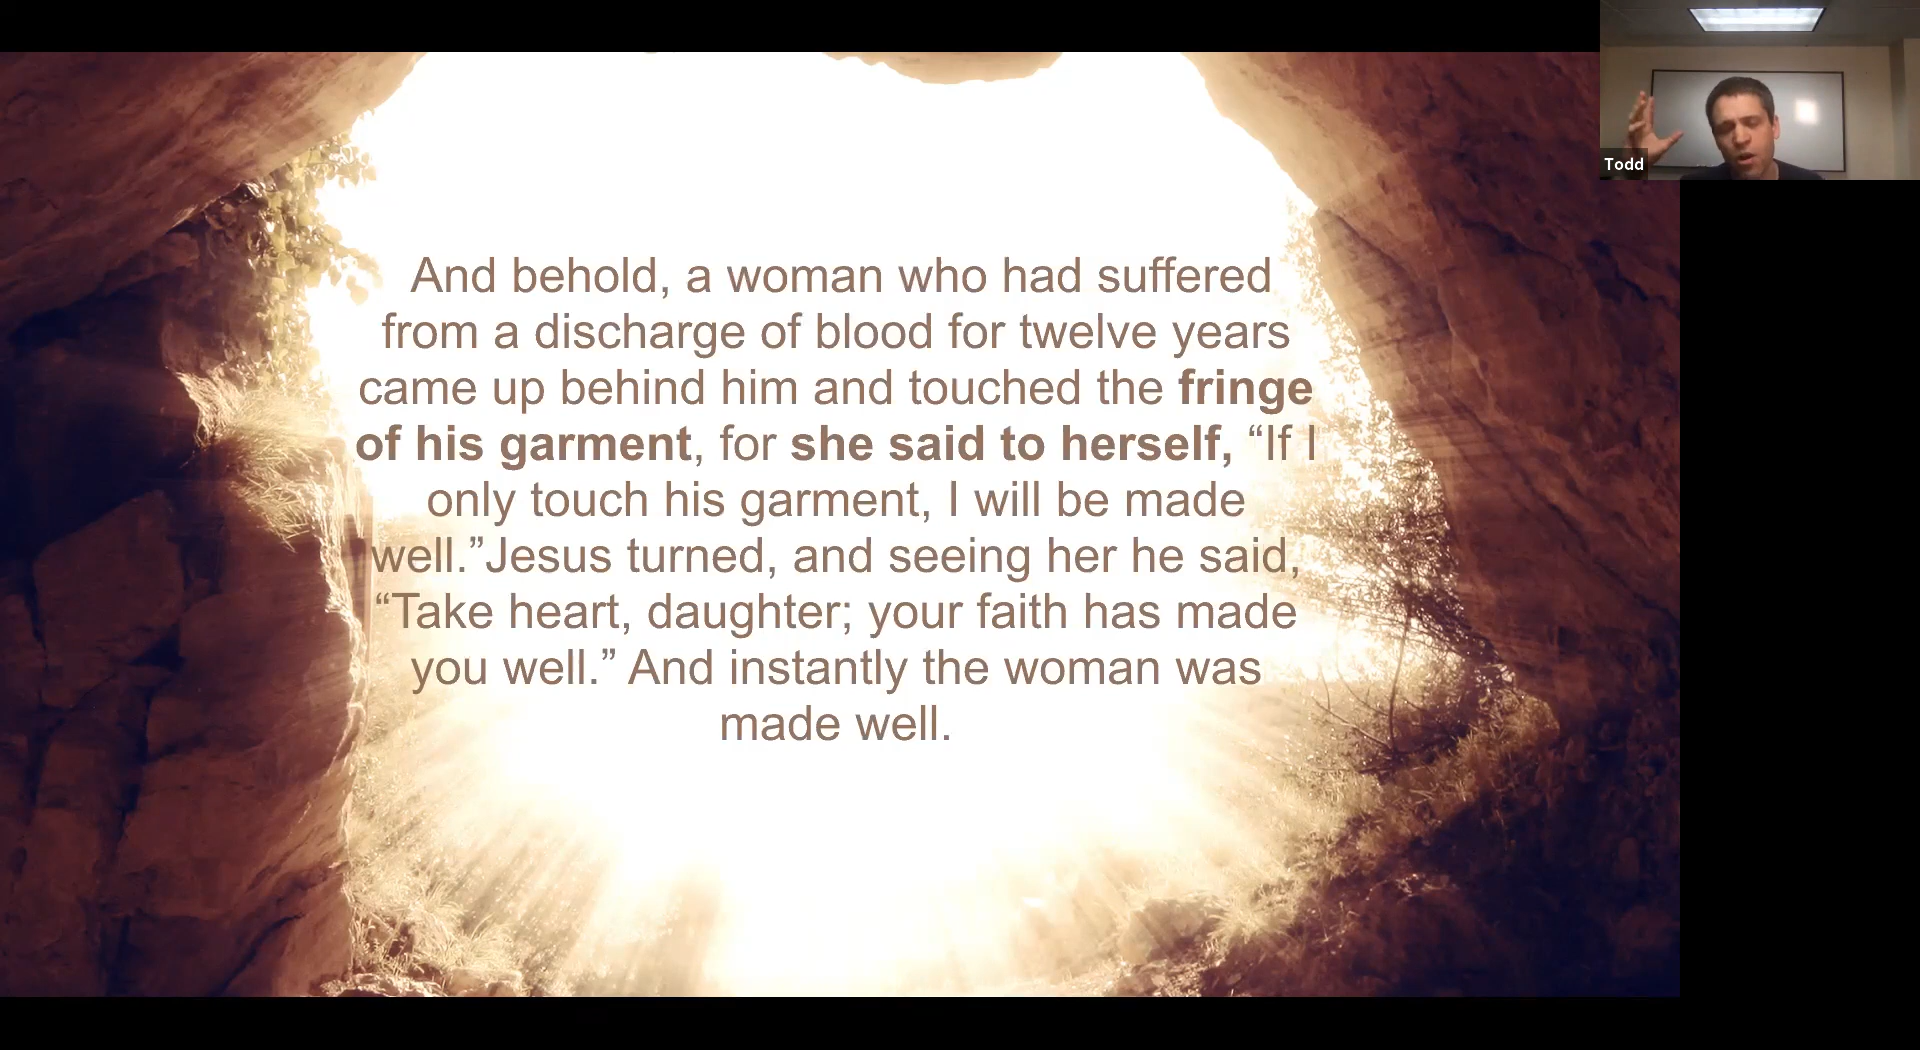 And behold, a woman who had suffered
from a discharge of blood for twelve years
came up behind him and touched the fringe
of his garment, for she said to herself, “If I
only touch his garment, I will be made
well.”Jesus turned, and seeing her he said,
“Take heart, daughter; your faith has made
you well.” And instantly the woman was
made well.
Todd